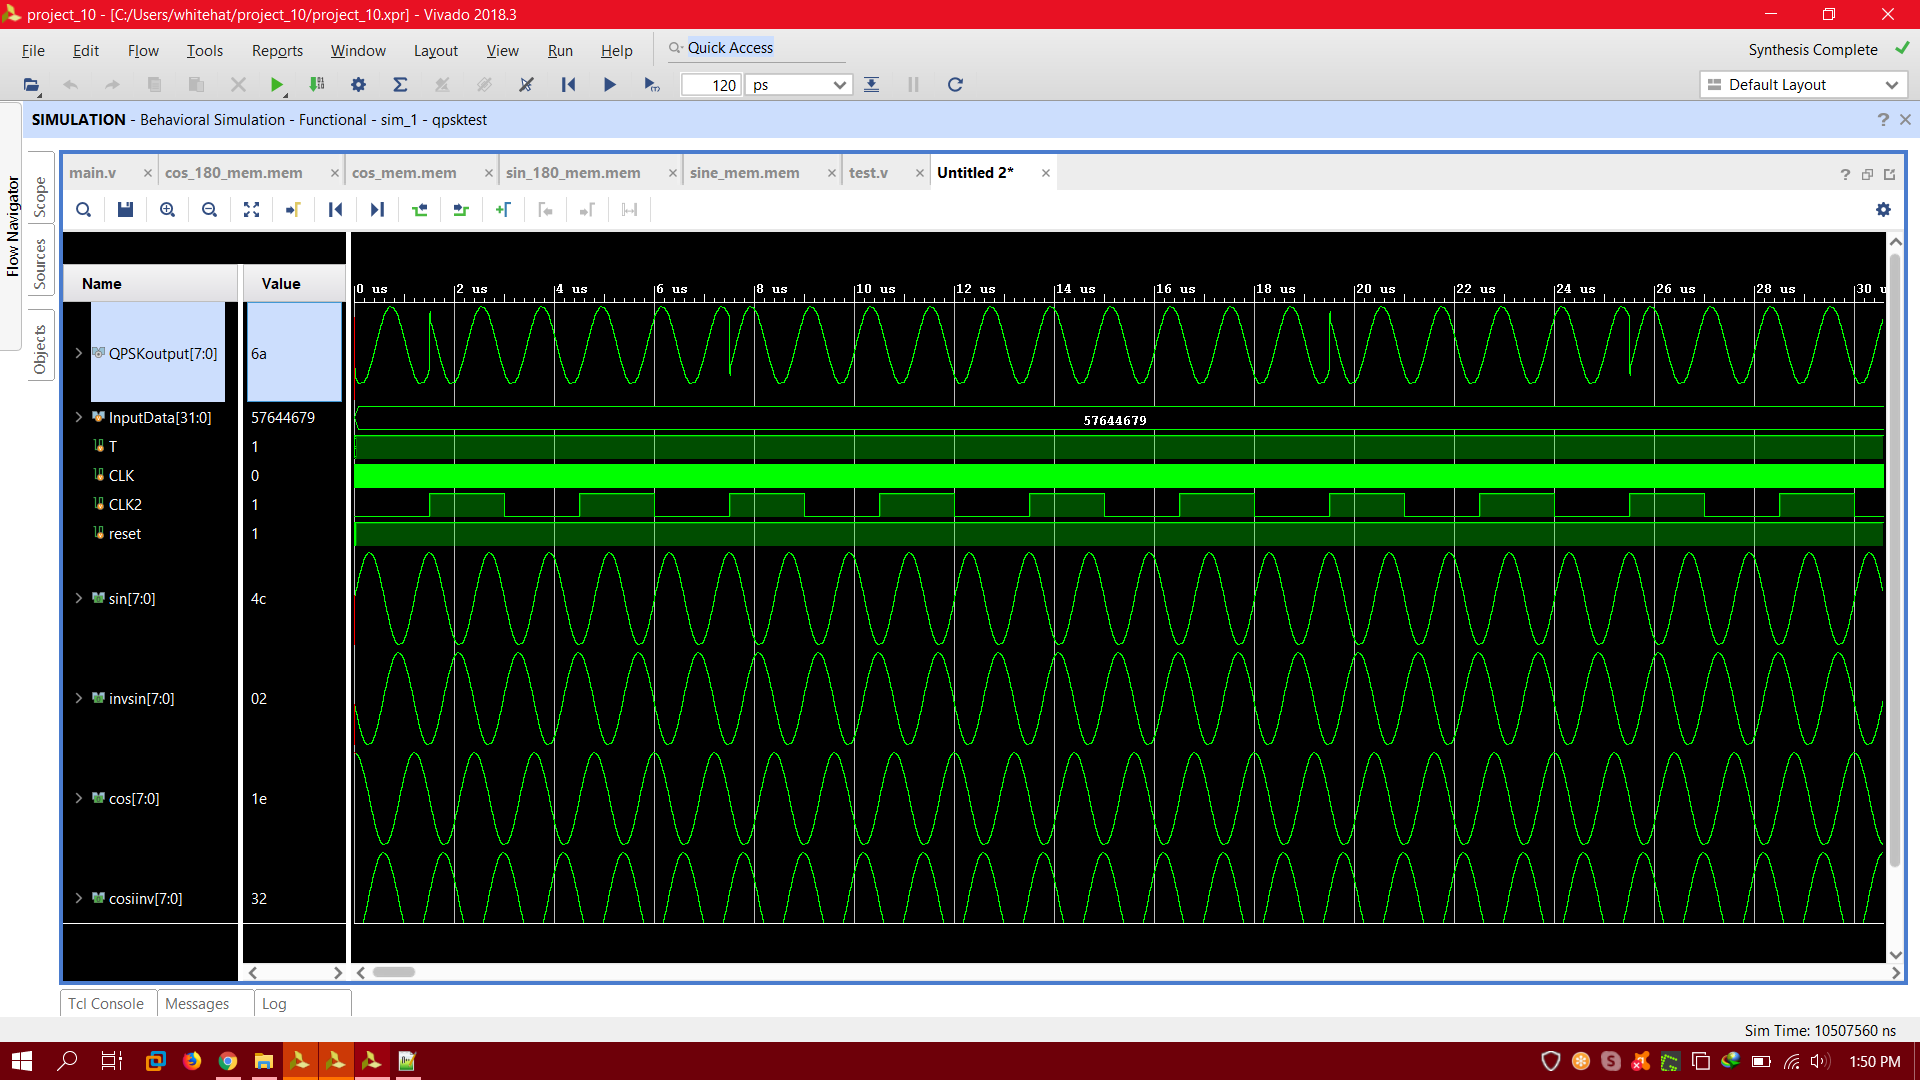 project_10 - [C:/Users/whitehat/project_10/project_10.xpr] - Vivado 2018.3
File Edit Flow Tools Reports Window Layout View Run Help Quick Access
Synthesis Complete
120 ps
Default Layout
SIMULATION - Behavioral Simulation - Functional - sim_1 - qpsktest
Flow Navigator
Scope
Sources
Objects
main.v cos_180_mem.mem cos_mem.mem sin_180_mem.mem sine_mem.mem test.v Untitled 2*
Name Value
0 us 2 us 4 us 6 us 8 us 10 us 12 us 14 us 16 us 18 us 20 us 22 us 24 us 26 us 28 us 30 u
QPSKoutput[7:0] 6a
InputData[31:0] 57644679 57644679
T 1
CLK 0
CLK2 1
reset 1
sin[7:0] 4c
invsin[7:0] 02
cos[7:0] 1e
cosiinv[7:0] 32
Tcl Console Messages Log
Sim Time: 10507560 ns
1:50 PM